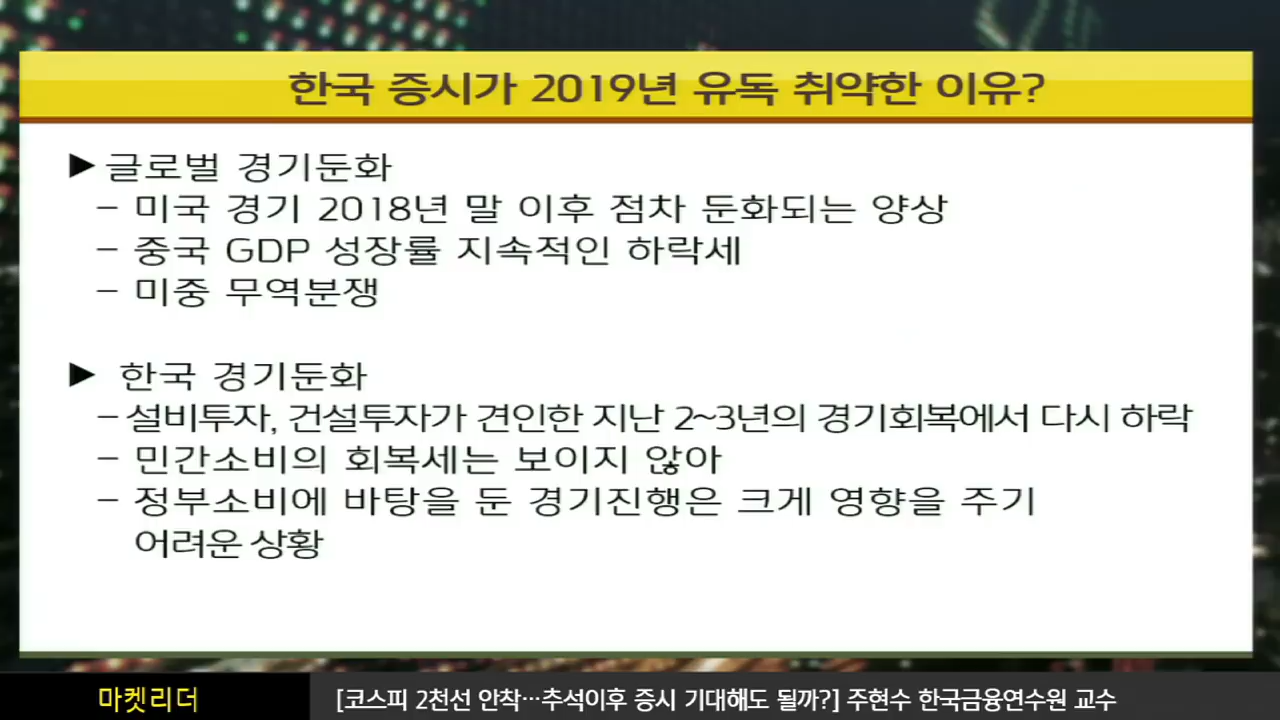 한국 증시가 2019년 유독 취약한 이유?
▶글로벌 경기둔화
- 미국 경기 2018년 말 이후 점차 둔화되는 양상
- 중국 GDP 성장률 지속적인 하락세
- 미중 무역분쟁
▶ 한국 경기둔화
- 설비투자, 건설투자가 견인한 지난 2~3년의 경기회복에서 다시 하락
- 민간소비의 회복세는 보이지 않아
- 정부소비에 바탕을 둔 경기진행은 크게 영향을 주기
어려운 상황
마켓리더 [코스피 2천선 안착…추석이후 증시 기대해도 될까?] 주현수 한국금융연수원 교수